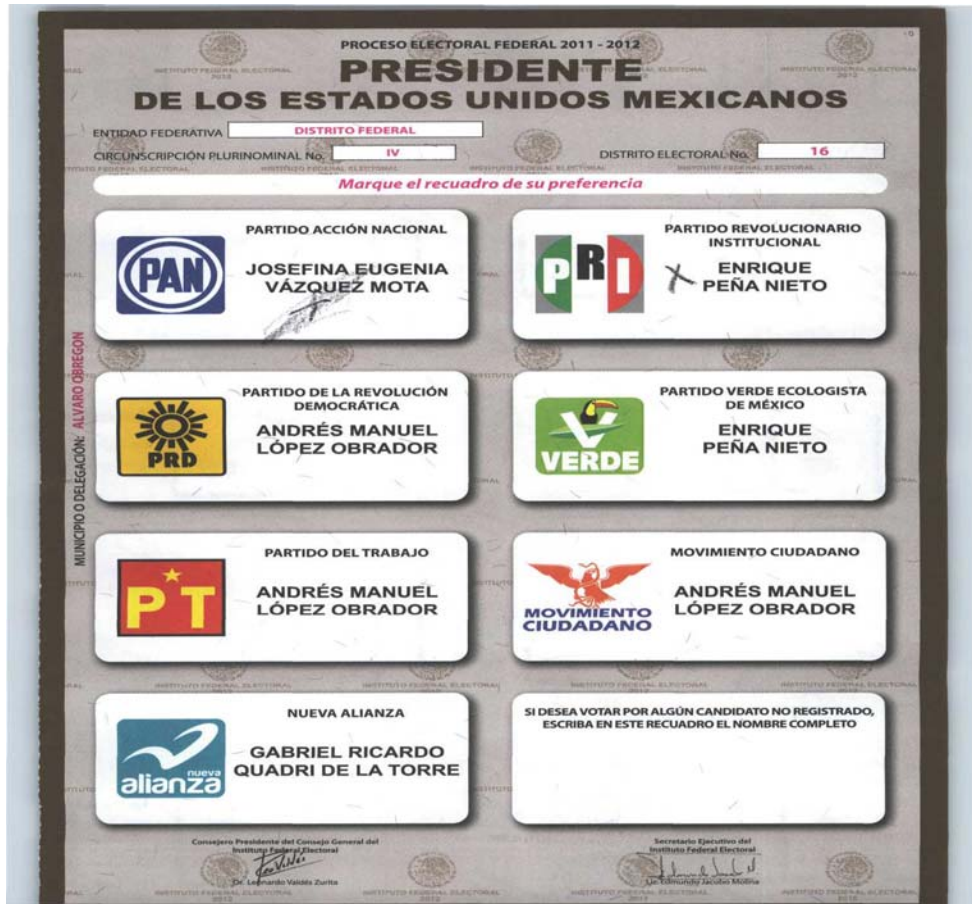 PROCESO ELECTORAL FEDERAL 2011 - 2012
PRESIDENTE
DE LOS ESTADOS UNIDOS MEXICANOS
ENTIDAD FEDERATIVA DISTRITO FEDERAL
CIRCUNSCRIPCIÓN PLURINOMINAL No. IV
DISTRITO ELECTORAL No. 16
Marque el recuadro de su preferencia
MUNICIPIO O DELEGACIÓN: ALVARO OBREGON
PAN
PARTIDO ACCIÓN NACIONAL
JOSEFINA EUGENIA
VÁZQUEZ MOTA
PRI
PARTIDO REVOLUCIONARIO
INSTITUCIONAL
X
ENRIQUE
PEÑA NIETO
PRD
PARTIDO DE LA REVOLUCIÓN
DEMOCRÁTICA
ANDRÉS MANUEL
LÓPEZ OBRADOR
VERDE
PARTIDO VERDE ECOLOGISTA
DE MÉXICO
ENRIQUE
PEÑA NIETO
PT
PARTIDO DEL TRABAJO
ANDRÉS MANUEL
LÓPEZ OBRADOR
MOVIMIENTO
CIUDADANO
MOVIMIENTO CIUDADANO
ANDRÉS MANUEL
LÓPEZ OBRADOR
nueva
alianza
NUEVA ALIANZA
GABRIEL RICARDO
QUADRI DE LA TORRE
SI DESEA VOTAR POR ALGÚN CANDIDATO NO REGISTRADO,
ESCRIBA EN ESTE RECUADRO EL NOMBRE COMPLETO
Consejero Presidente del Consejo General del
Instituto Federal Electoral
Dr. Leonardo Valdés Zurita
Secretario Ejecutivo del
Instituto Federal Electoral
Lic. Edmundo Jacobo Molina